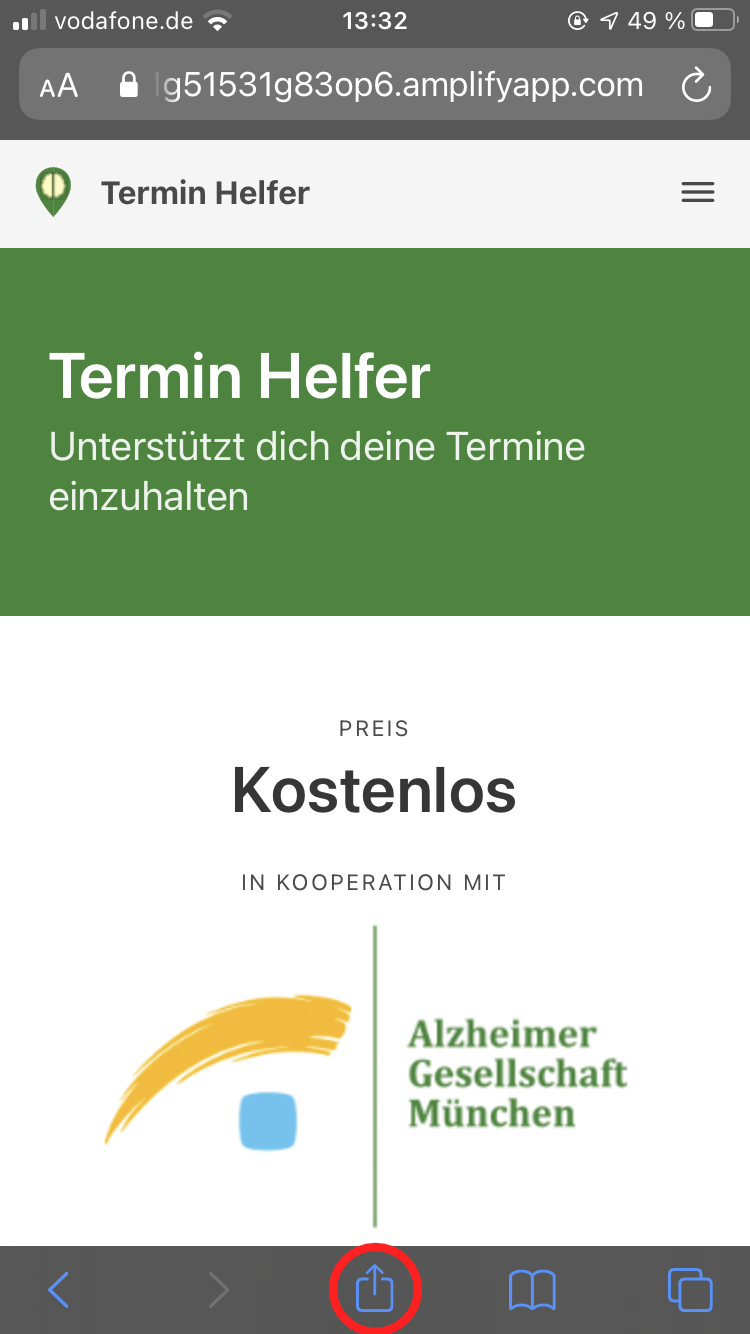 vodafone.de 13:32 49 %
AA g51531g83op6.amplifyapp.com
Termin Helfer
Termin Helfer
Unterstützt dich deine Termine
einzuhalten
PREIS
Kostenlos
IN KOOPERATION MIT
Alzheimer
Gesellschaft
München